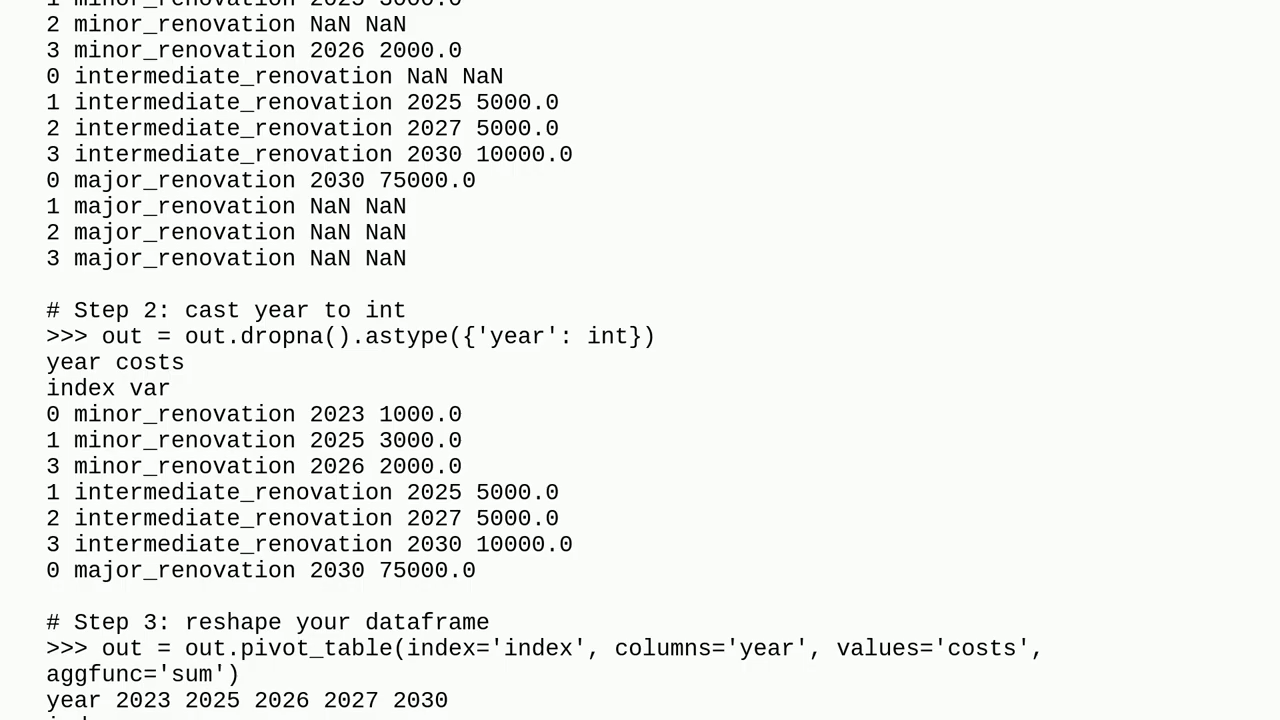 1 minor_renovation 2025 3000.0
2 minor_renovation NaN NaN
3 minor_renovation 2026 2000.0
0 intermediate_renovation NaN NaN
1 intermediate_renovation 2025 5000.0
2 intermediate_renovation 2027 5000.0
3 intermediate_renovation 2030 10000.0
0 major_renovation 2030 75000.0
1 major_renovation NaN NaN
2 major_renovation NaN NaN
3 major_renovation NaN NaN
# Step 2: cast year to int
>>> out = out.dropna().astype({'year': int})
year costs
index var
0 minor_renovation 2023 1000.0
1 minor_renovation 2025 3000.0
3 minor_renovation 2026 2000.0
1 intermediate_renovation 2025 5000.0
2 intermediate_renovation 2027 5000.0
3 intermediate_renovation 2030 10000.0
0 major_renovation 2030 75000.0
# Step 3: reshape your dataframe
>>> out = out.pivot_table(index='index', columns='year', values='costs',
aggfunc='sum')
year 2023 2025 2026 2027 2030